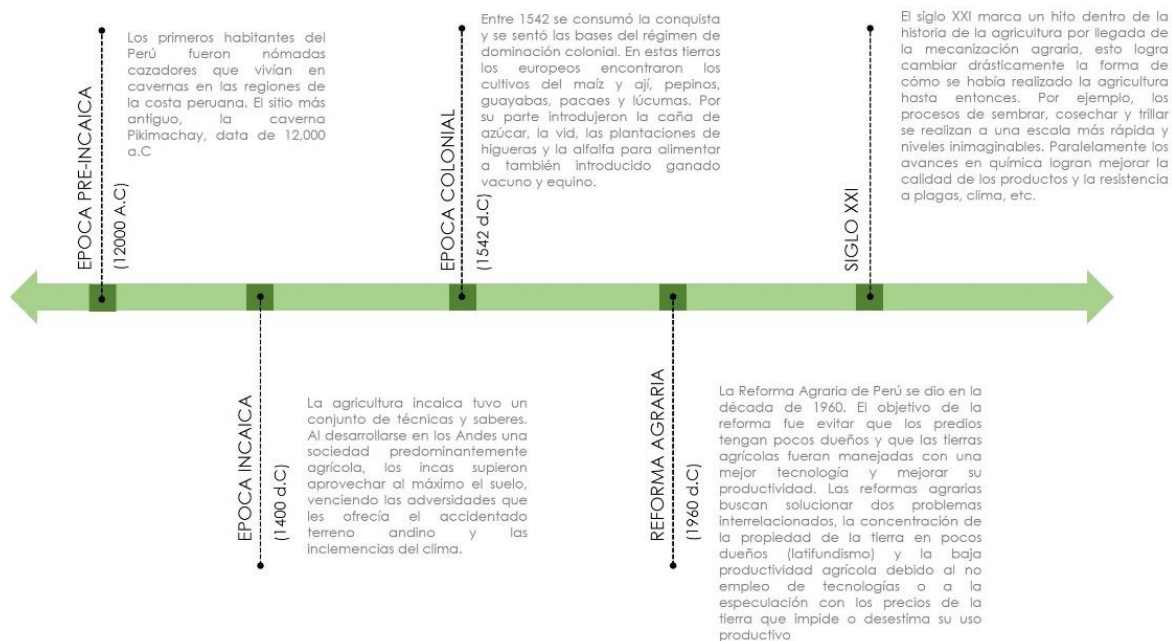 EPOCA PRE-INCAICA
(12000 A.C)
Los primeros habitantes del
Perú fueron nómadas
cazadores que vivían en
cavernas en las regiones de
la costa peruana. El sitio más
antiguo, la caverna
Pikimachay, data de 12,000
a.C
EPOCA INCAICA
(1400 d.C)
La agricultura incaica tuvo un
conjunto de técnicas y saberes.
Al desarrollarse en los Andes una
sociedad predominantemente
agrícola, los incas supieron
aprovechar al máximo el suelo,
venciendo las adversidades que
les ofrecía el accidentado
terreno andino y las
inclemencias del clima.
EPOCA COLONIAL
(1542 d.C)
Entre 1542 se consumó la conquista
y se sentó las bases del régimen de
dominación colonial. En estas tierras
los europeos encontraron los
cultivos del maíz y ají, pepinos,
guayabas, pacaes y lúcumas. Por
su parte introdujeron la caña de
azúcar, la vid, las plantaciones de
higueras y la alfalfa para alimentar
a también introducido ganado
vacuno y equino.
REFORMA AGRARIA
(1960 d.C)
La Reforma Agraria de Perú se dio en la
década de 1960. El objetivo de la
reforma fue evitar que los predios
tengan pocos dueños y que las tierras
agrícolas fueran manejadas con una
mejor tecnología y mejorar su
productividad. Las reformas agrarias
buscan solucionar dos problemas
interrelacionados, la concentración de
la propiedad de la tierra en pocos
dueños (latifundismo) y la baja
productividad agrícola debido al no
empleo de tecnologías o a la
especulación con los precios de la
tierra que impide o desestima su uso
productivo
SIGLO XXI
El siglo XXI marca un hito dentro de la
historia de la agricultura por llegada de
la mecanización agraria, esto logra
cambiar drásticamente la forma de
cómo se había realizado la agricultura
hasta entonces. Por ejemplo, los
procesos de sembrar, cosechar y trillar
se realizan a una escala más rápida y
niveles inimaginables. Paralelamente los
avances en química logran mejorar la
calidad de los productos y la resistencia
a plagas, clima, etc.